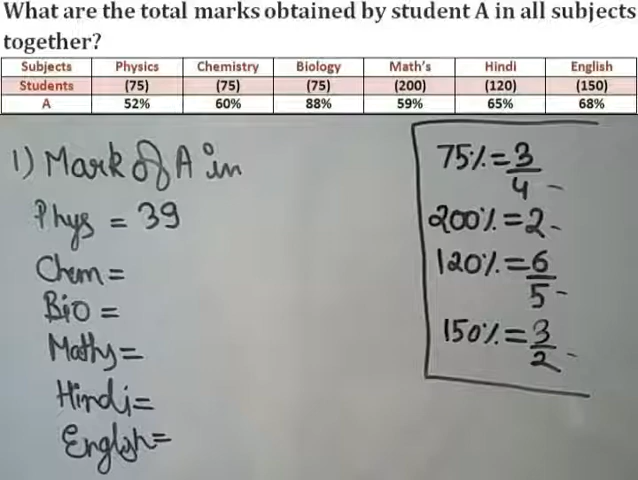 What are the total marks obtained by student A in all subjects
together?
Subjects Physics Chemistry Biology Math's Hindi English
Students (75) (75) (75) (200) (120) (150)
A 52% 60% 88% 59% 65% 68%
1) Mark of A in
Phys = 39
Chem =
Bio =
Maths =
Hindi =
English =
75% = 3/4
200% = 2
120% = 6/5
150% = 3/2